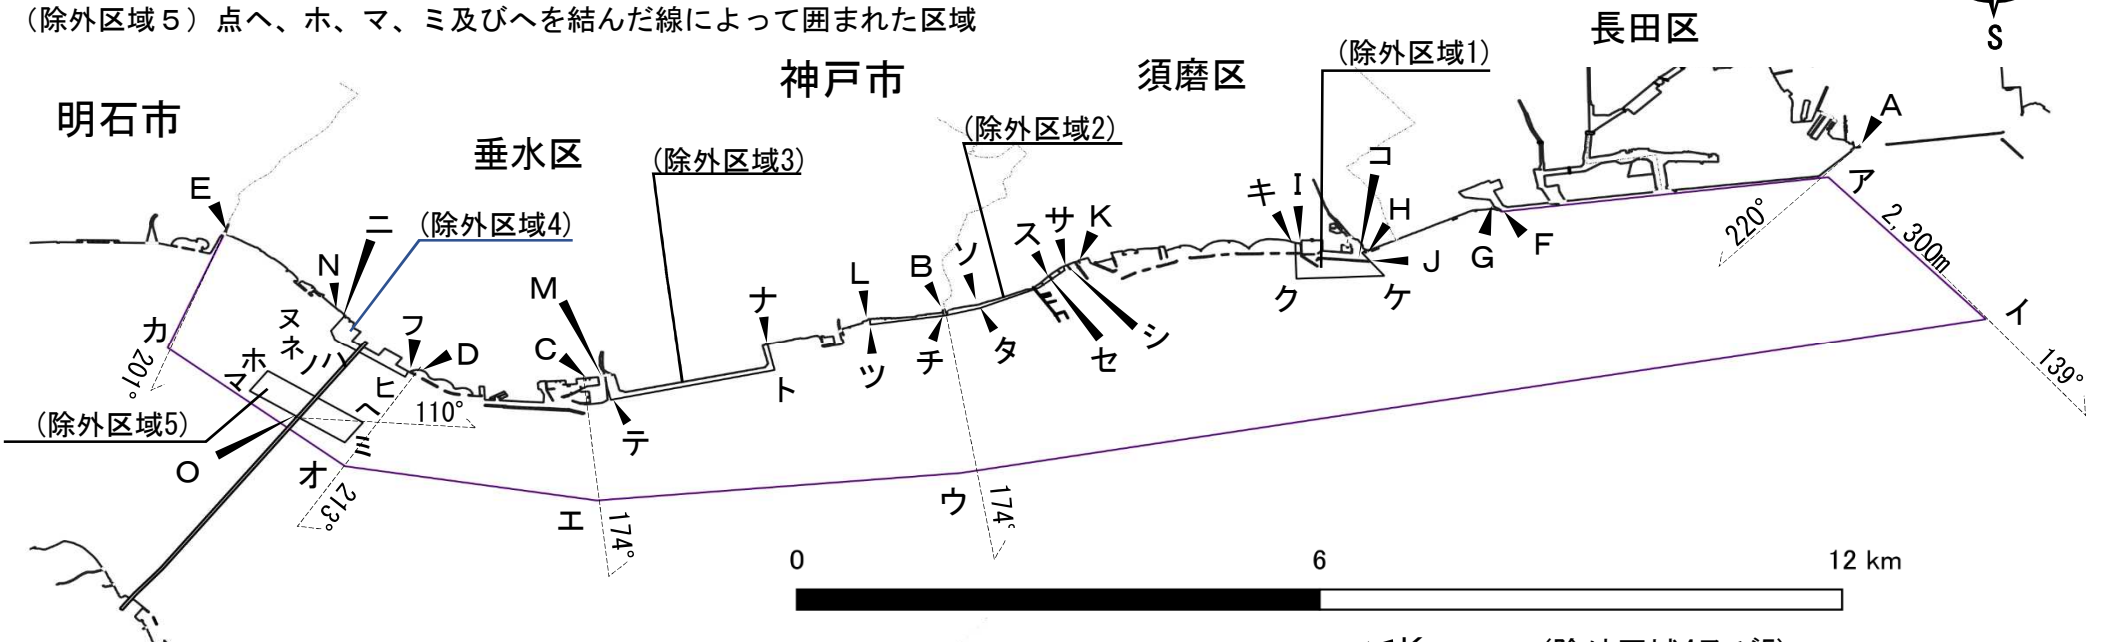 (除外区域５）点ヘ、ホ、マ、ミ及びヘを結んだ線によって囲まれた区域
S
長田区
(除外区域1)
神戸市
須磨区
明石市
(除外区域2)
A
垂水区
(除外区域3)
コ
E
キ
I
H
ア
ニ
(除外区域4)
サ
K
2,300m
220°
ス
ソ
J
G
F
N
B
L
M
ク
ケ
イ
ナ
ヌ
フ
カ
ネ
ノ
ハ
D
C
チ
タ
セ
シ
ホ
マ
ヒ
ツ
ト
139°
201°
ヘ
110°
(除外区域5)
ミ
テ
O
オ
213°
エ
174°
ウ
174°
0
6
12 km